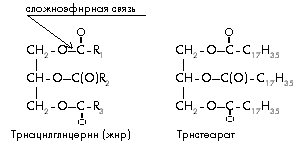 сложноэфирная связь
O O
CH2–O–C–R1 CH2–O–C–C17H35
CH–O–C(O)R2 CH–O–C(O)–C17H35
CH2–O–C–R3 CH2–O–C–C17H35
O O
Триацилглицерин (жир) Тристеарат